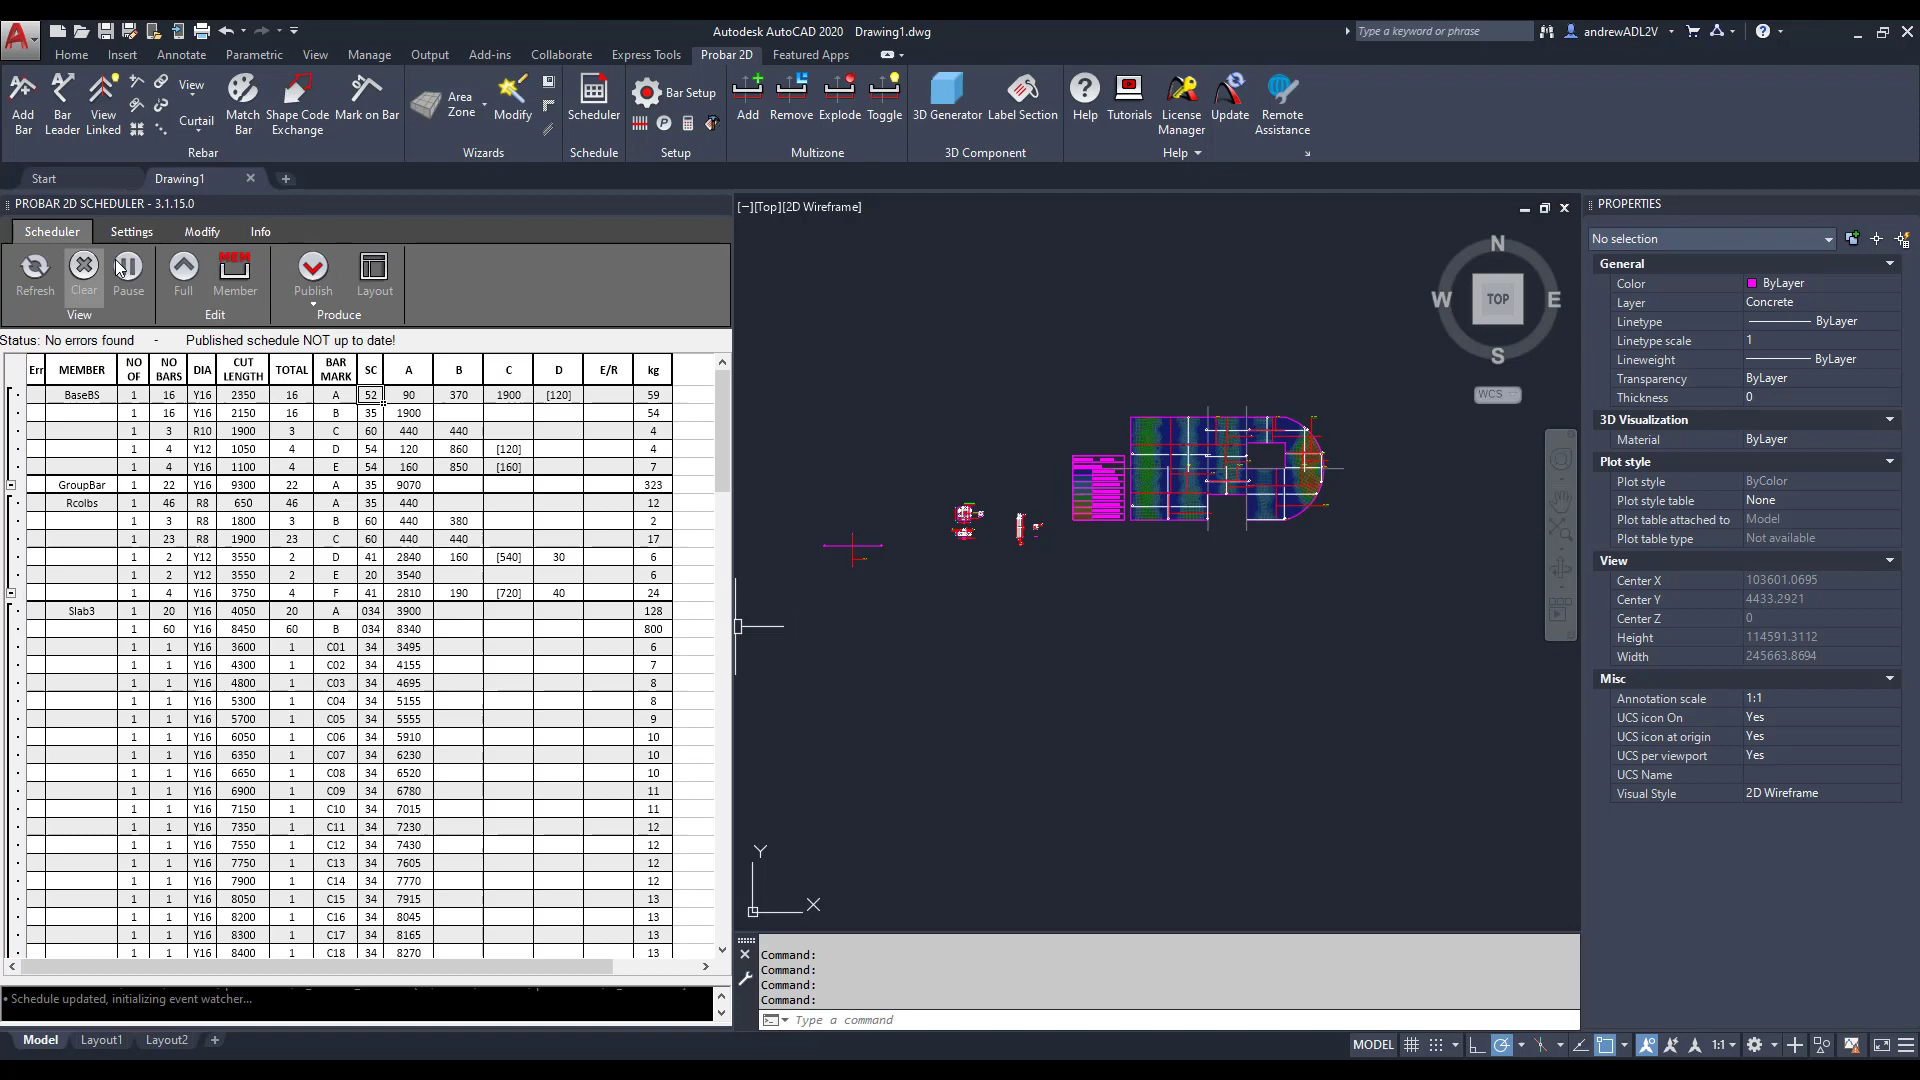 Autodesk AutoCAD 2020 Drawing1.dwg
Type a keyword or phrase
andrewADL2V
Home Insert Annotate Parametric View Manage Output Add-ins Collaborate Express Tools Probar 2D Featured Apps
Add Bar
Bar Leader
View Linked
View
Curtail
Match Bar
Shape Code Exchange
Mark on Bar
Rebar
Area Zone
Modify
Wizards
Scheduler
Schedule
Bar Setup
Setup
Add Remove Explode Toggle
Multizone
3D Generator Label Section
3D Component
Help Tutorials License Manager Update Remote Assistance
Help
Start Drawing1
PROBAR 2D SCHEDULER - 3.1.15.0
Scheduler Settings Modify Info
Refresh Clear Pause Full Member Publish Layout
NEW
View Edit Produce
Status: No errors found - Published schedule NOT up to date!
Err MEMBER NO OF NO BARS DIA CUT LENGTH TOTAL BAR MARK SC A B C D E/R kg
BaseBS 1 16 Y16 2350 16 A 52 90 370 1900 [120] 59
1 16 Y16 2150 16 B 35 1900 54
1 3 R10 1900 3 C 60 440 440 4
1 4 Y12 1050 4 D 54 120 860 [120] 4
1 4 Y16 1100 4 E 54 160 850 [160] 7
GroupBar 1 22 Y16 9300 22 A 35 9070 323
Rcolbs 1 46 R8 650 46 A 35 440 12
1 3 R8 1800 3 B 60 440 380 2
1 23 R8 1900 23 C 60 440 440 17
1 2 Y12 3550 2 D 41 2840 160 [540] 30 6
1 2 Y12 3550 2 E 20 3540 6
1 4 Y16 3750 4 F 41 2810 190 [720] 40 24
Slab3 1 20 Y16 4050 20 A 034 3900 128
1 60 Y16 8450 60 B 034 8340 800
1 1 Y16 3600 1 C01 34 3495 6
1 1 Y16 4300 1 C02 34 4155 7
1 1 Y16 4800 1 C03 34 4695 8
1 1 Y16 5300 1 C04 34 5155 8
1 1 Y16 5700 1 C05 34 5555 9
1 1 Y16 6050 1 C06 34 5910 10
1 1 Y16 6350 1 C07 34 6230 10
1 1 Y16 6650 1 C08 34 6520 10
1 1 Y16 6900 1 C09 34 6780 11
1 1 Y16 7150 1 C10 34 7015 11
1 1 Y16 7350 1 C11 34 7230 12
1 1 Y16 7550 1 C12 34 7430 12
1 1 Y16 7750 1 C13 34 7605 12
1 1 Y16 7900 1 C14 34 7770 12
1 1 Y16 8050 1 C15 34 7915 13
1 1 Y16 8200 1 C16 34 8045 13
1 1 Y16 8300 1 C17 34 8165 13
1 1 Y16 8400 1 C18 34 8270 13
Schedule updated, initializing event watcher...
Model Layout1 Layout2
[−][Top][2D Wireframe]
N
W TOP E
S
WCS
Y
X
Command:
Command:
Command:
Command:
Type a command
PROPERTIES
No selection
General
Color ByLayer
Layer Concrete
Linetype ByLayer
Linetype scale 1
Lineweight ByLayer
Transparency ByLayer
Thickness 0
3D Visualization
Material ByLayer
Plot style
Plot style ByColor
Plot style table None
Plot table attached to Model
Plot table type Not available
View
Center X 103601.0695
Center Y 4433.2921
Center Z 0
Height 114591.3112
Width 245663.8694
Misc
Annotation scale 1:1
UCS icon On Yes
UCS icon at origin Yes
UCS per viewport Yes
UCS Name
Visual Style 2D Wireframe
MODEL 1:1